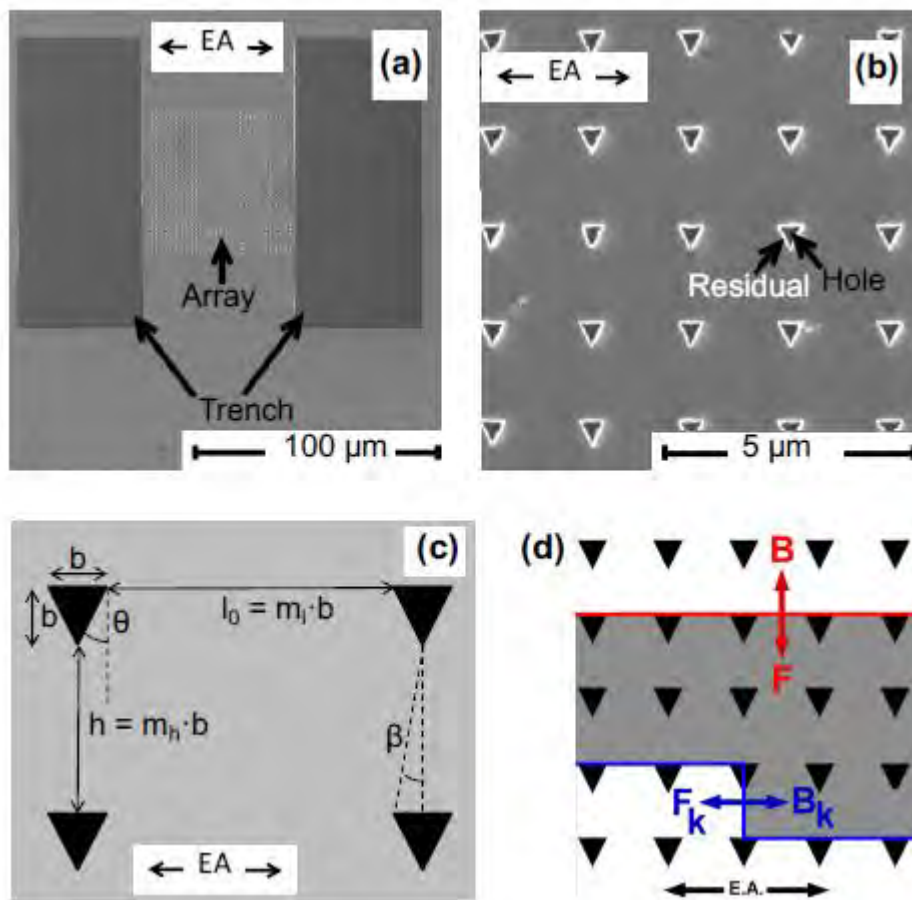 ← EA →
(a)
Array
Trench
100 µm
← EA →
(b)
Residual
Hole
5 µm
(c)
b
b
θ
l₀ = mₗ·b
h = mₕ·b
β
← EA →
(d)
B
F
Fₖ
Bₖ
E.A.